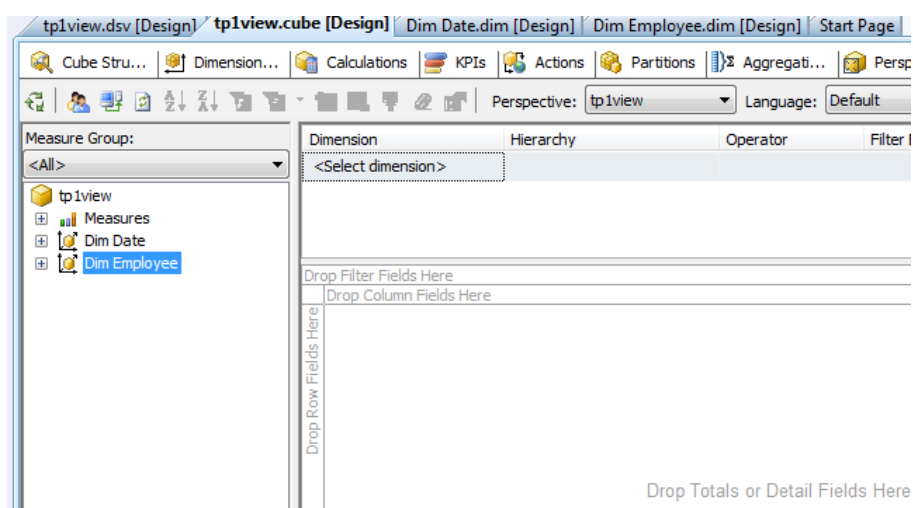 tp1view.dsv [Design] tp1view.cube [Design] Dim Date.dim [Design] Dim Employee.dim [Design] Start Page
Cube Stru... Dimension... Calculations KPIs Actions Partitions Aggregati... Persp
Perspective: tp1view Language: Default
Measure Group:
<All>
tp1view
Measures
Dim Date
Dim Employee
Dimension Hierarchy Operator Filter
<Select dimension>
Drop Filter Fields Here
Drop Column Fields Here
Drop Row Fields Here
Drop Totals or Detail Fields Here